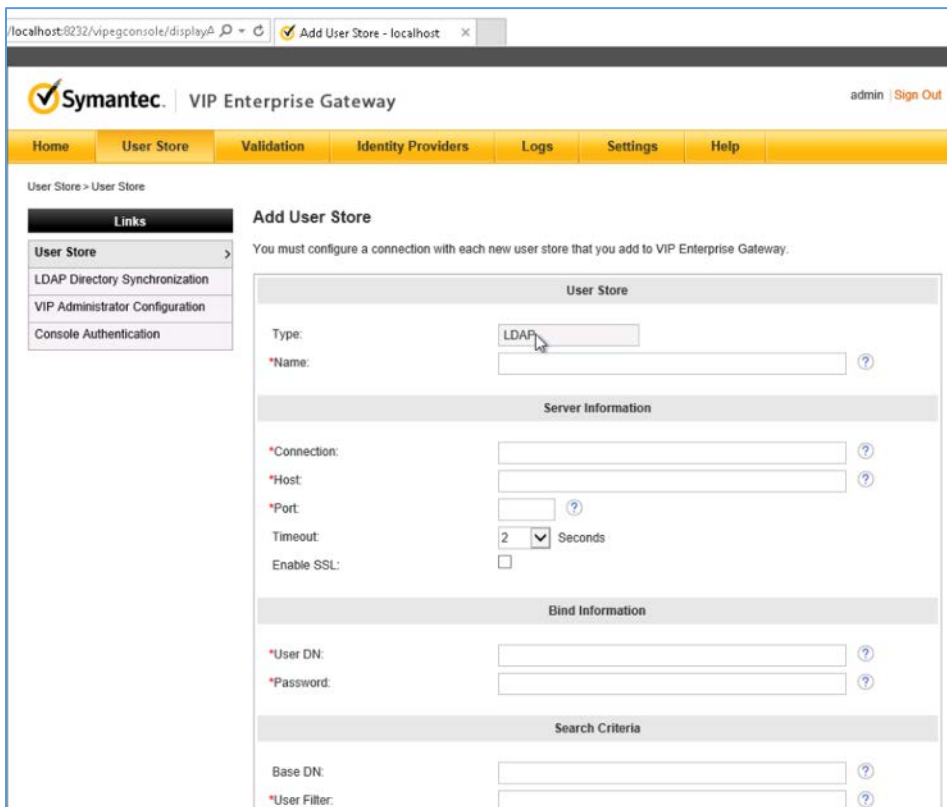 /localhost:8232/vipegconsole/displayA
Add User Store - localhost
Symantec. VIP Enterprise Gateway
admin Sign Out
Home User Store Validation Identity Providers Logs Settings Help
User Store > User Store
Links
User Store
LDAP Directory Synchronization
VIP Administrator Configuration
Console Authentication
Add User Store
You must configure a connection with each new user store that you add to VIP Enterprise Gateway.
User Store
Type: LDAP
*Name: ?
Server Information
*Connection: ?
*Host: ?
*Port: ?
Timeout: 2 Seconds
Enable SSL:
Bind Information
*User DN: ?
*Password: ?
Search Criteria
Base DN: ?
*User Filter: ?